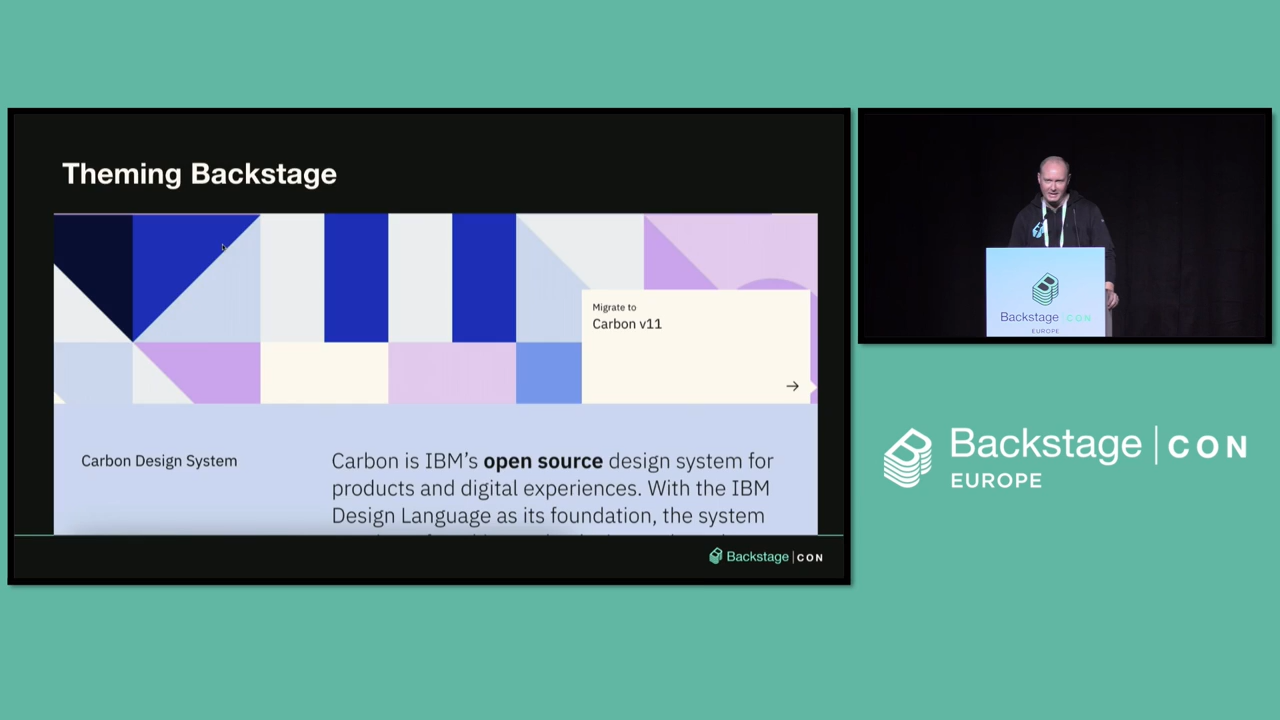 Theming Backstage
Migrate to
Carbon v11
Carbon Design System
Carbon is IBM’s open source design system for
products and digital experiences. With the IBM
Design Language as its foundation, the system
Backstage | CON
Backstage CON
EUROPE
Backstage | CON
EUROPE